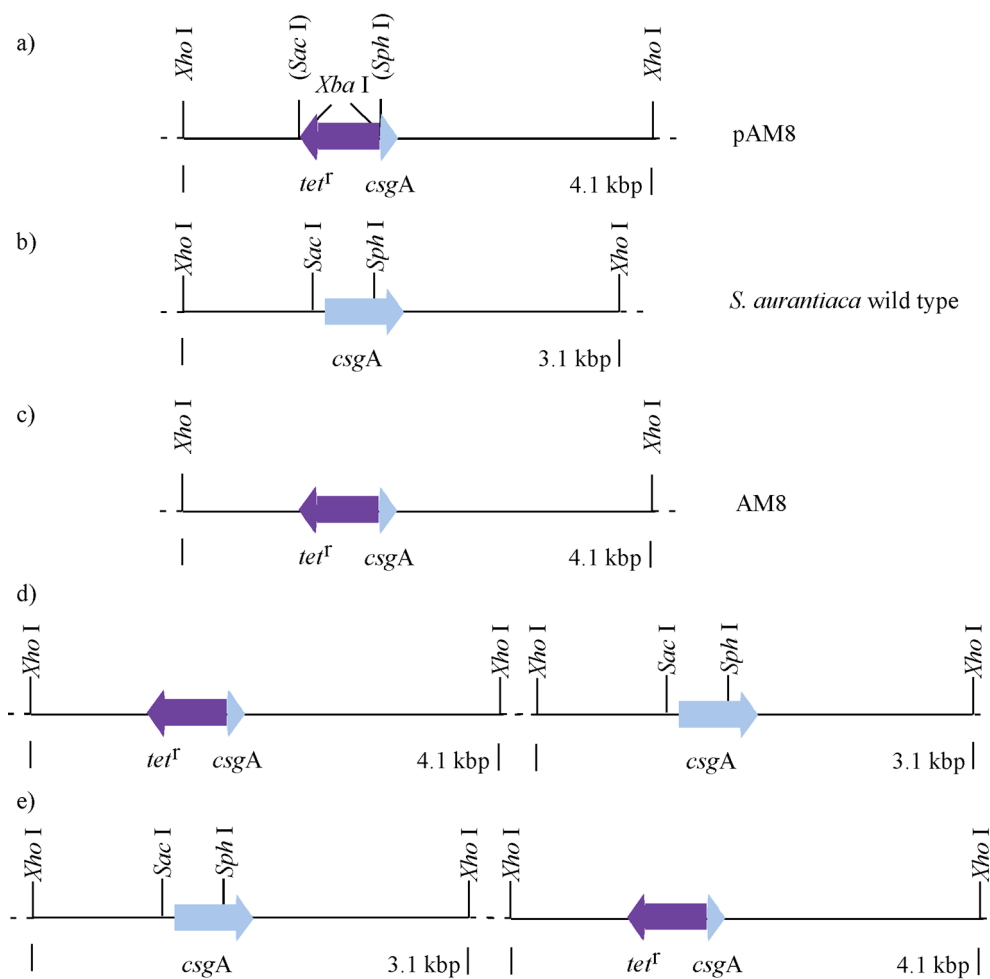 a)
Xho I
(Sac I)
Xba I
(Sph I)
Xho I
pAM8
tetr
csgA
4.1 kbp
b)
Xho I
Sac I
Sph I
Xho I
S. aurantiaca wild type
csgA
3.1 kbp
c)
Xho I
Xho I
AM8
tetr
csgA
4.1 kbp
d)
Xho I
Xho I
Xho I
Sac I
Sph I
Xho I
tetr
csgA
4.1 kbp
csgA
3.1 kbp
e)
Xho I
Sac I
Sph I
Xho I
Xho I
Xho I
csgA
3.1 kbp
tetr
csgA
4.1 kbp